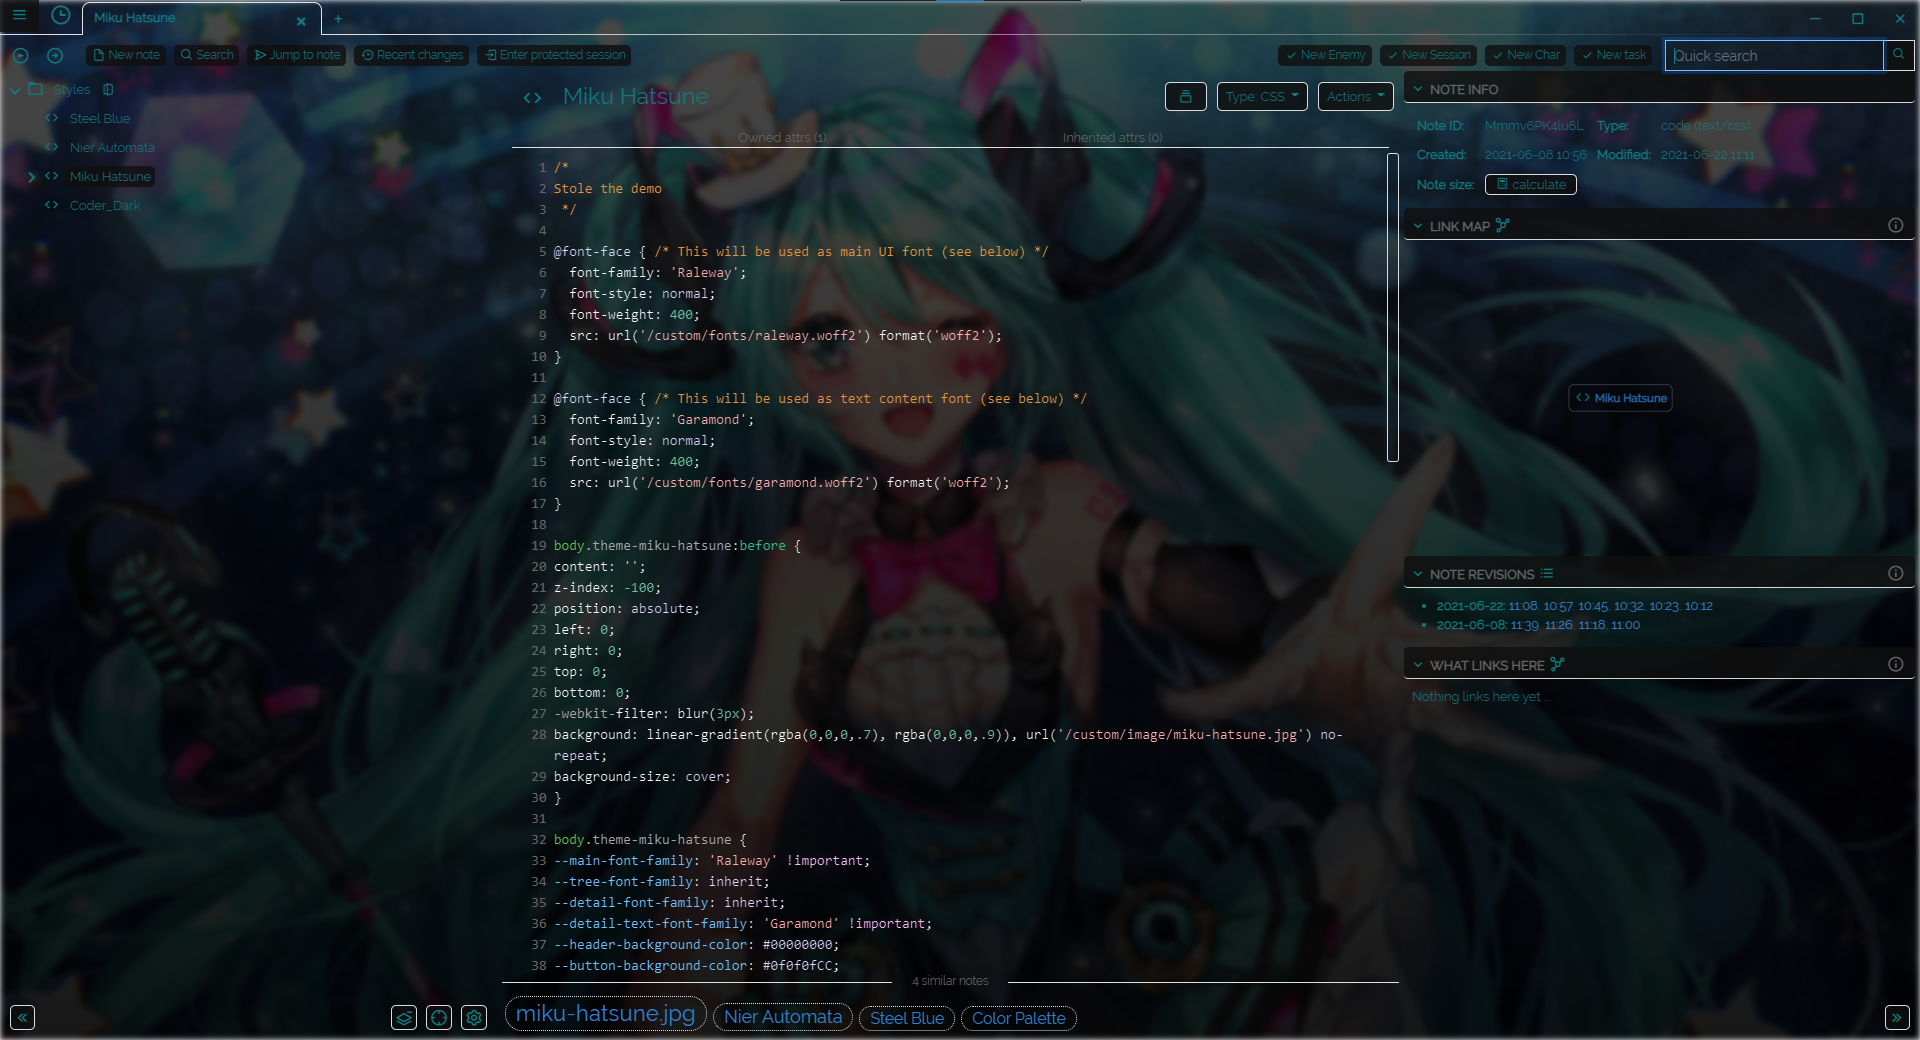 Miku Hatsune
New note
Search
Jump to note
Recent changes
Enter protected session
New Enemy
New Session
New Char
New task
Quick search
Styles
Steel Blue
Nier Automata
Miku Hatsune
Coder_Dark
Miku Hatsune
Type: CSS
Actions
Owned attrs (1)
Inherited attrs (0)
1 /*
2 Stole the demo
3  */
4
5 @font-face { /* This will be used as main UI font (see below) */
6   font-family: 'Raleway';
7   font-style: normal;
8   font-weight: 400;
9   src: url('/custom/fonts/raleway.woff2') format('woff2');
10 }
11
12 @font-face { /* This will be used as text content font (see below) */
13   font-family: 'Garamond';
14   font-style: normal;
15   font-weight: 400;
16   src: url('/custom/fonts/garamond.woff2') format('woff2');
17 }
18
19 body.theme-miku-hatsune:before {
20 content: '';
21 z-index: -100;
22 position: absolute;
23 left: 0;
24 right: 0;
25 top: 0;
26 bottom: 0;
27 -webkit-filter: blur(3px);
28 background: linear-gradient(rgba(0,0,0,.7), rgba(0,0,0,.9)), url('/custom/image/miku-hatsune.jpg') no-
repeat;
29 background-size: cover;
30 }
31
32 body.theme-miku-hatsune {
33 --main-font-family: 'Raleway' !important;
34 --tree-font-family: inherit;
35 --detail-font-family: inherit;
36 --detail-text-font-family: 'Garamond' !important;
37 --header-background-color: #00000000;
38 --button-background-color: #0f0f0fCC;
4 similar notes
miku-hatsune.jpg
Nier Automata
Steel Blue
Color Palette
NOTE INFO
Note ID: Mmmv6PK4lu6L Type: code (text/css)
Created: 2021-06-08 10:56 Modified: 2021-06-22 11:11
Note size: calculate
LINK MAP
Miku Hatsune
NOTE REVISIONS
2021-06-22: 11:08, 10:57, 10:45, 10:32, 10:23, 10:12
2021-06-08: 11:39, 11:26, 11:18, 11:00
WHAT LINKS HERE
Nothing links here yet ...